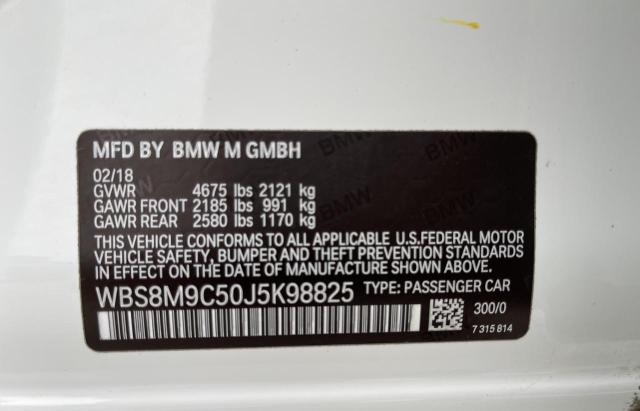 MFD BY BMW M GMBH
02/18
GVWR 4675 lbs 2121 kg
GAWR FRONT 2185 lbs 991 kg
GAWR REAR 2580 lbs 1170 kg
THIS VEHICLE CONFORMS TO ALL APPLICABLE U.S.FEDERAL MOTOR
VEHICLE SAFETY, BUMPER AND THEFT PREVENTION STANDARDS
IN EFFECT ON THE DATE OF MANUFACTURE SHOWN ABOVE.
WBS8M9C50J5K98825 TYPE: PASSENGER CAR
300/0
7 315 814